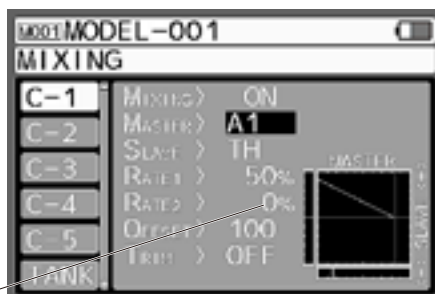 M001 MODEL-001
MIXING
C-1
C-2
C-3
C-4
C-5
TANK
MIXING> ON
MASTER> A1
SLAVE > TH
RATE1 > 50%
RATE2 > 0%
OFFSET> 100
TRIM > OFF
MASTER
SLAVE